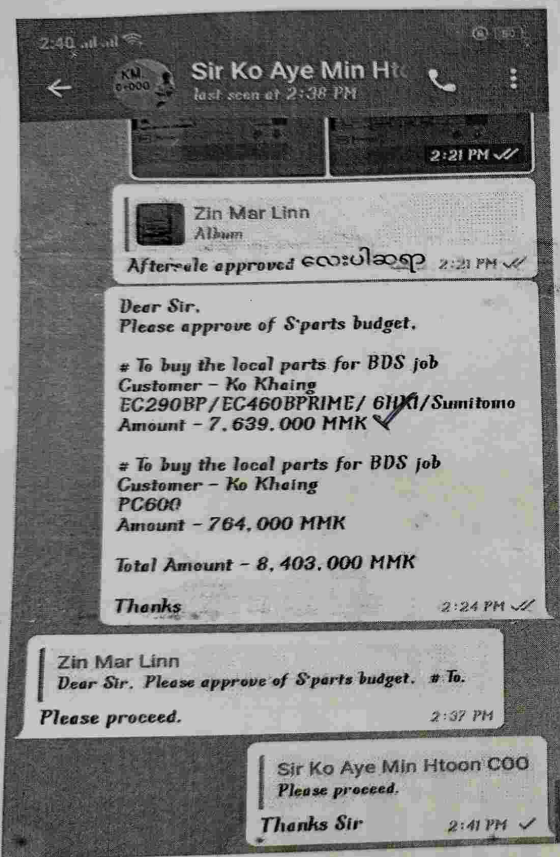 2:40
Sir Ko Aye Min Hto
last seen at 2:38 PM
KM.
0+000
2:21 PM
Zin Mar Linn
Album
Aftersale approved လေးပါဆရာ 2:21 PM
Dear Sir,
Please approve of S'parts budget.
# To buy the local parts for BDS job
Customer - Ko Khaing
EC290BP/EC460BPRIME/ /Sumitomo
Amount - 7,639,000 MMK
# To buy the local parts for BDS job
Customer - Ko Khaing
PC600
Amount - 764,000 MMK
Total Amount - 8,403,000 MMK
Thanks 2:24 PM
Zin Mar Linn
Dear Sir. Please approve of S'parts budget. # To.
Please proceed. 2:37 PM
Sir Ko Aye Min Htoon COO
Please proceed.
Thanks Sir 2:41 PM